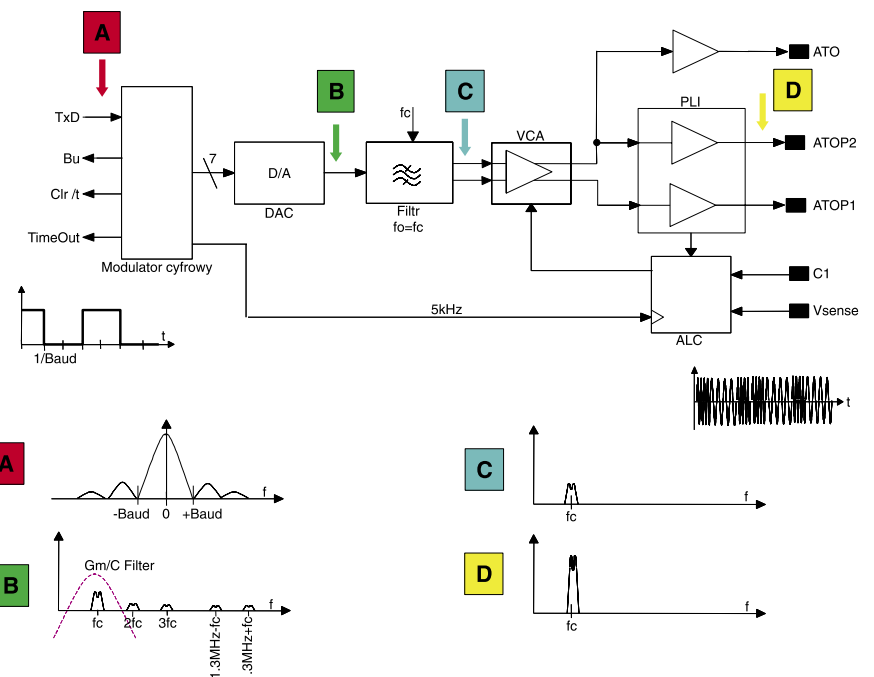 A
TxD
Bu
Clr /t
TimeOut
Modulator cyfrowy
7
D/A
DAC
B
fc
Filtr
fo=fc
C
VCA
PLI
D
ATO
ATOP2
ATOP1
C1
Vsense
ALC
5kHz
t
1/Baud
t
A
-Baud 0 +Baud
f
B
Gm/C Filter
fc 2fc 3fc
1.3MHz-fc
.3MHz+fc
f
C
fc
f
D
fc
f